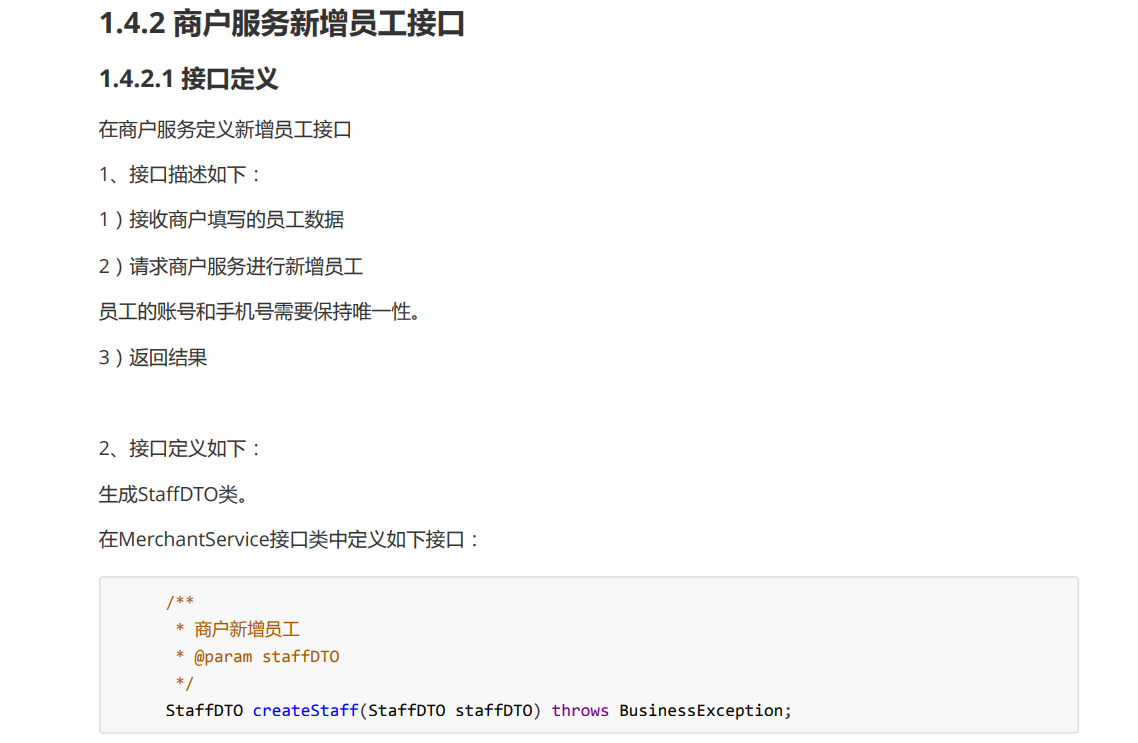 1.4.2 商户服务新增员工接口
1.4.2.1 接口定义
在商户服务定义新增员工接口
1、接口描述如下：
1）接收商户填写的员工数据
2）请求商户服务进行新增员工
员工的账号和手机号需要保持唯一性。
3）返回结果
2、接口定义如下：
生成StaffDTO类。
在MerchantService接口类中定义如下接口：
/**
* 商户新增员工
* @param staffDTO
*/
StaffDTO createStaff(StaffDTO staffDTO) throws BusinessException;